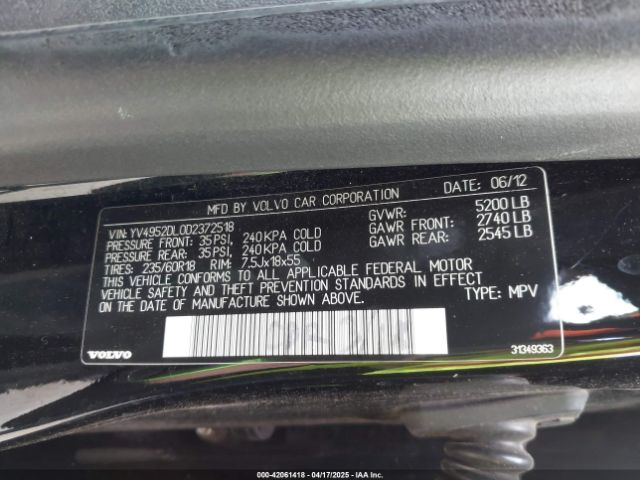 MFD BY VOLVO CAR CORPORATION DATE: 06/12
VIN: YV4952DL0D2372518
PRESSURE FRONT: 35PSI, 240KPA COLD
PRESSURE REAR: 35PSI, 240KPA COLD
TIRES: 235/60R18 RIM: 7,5Jx18x55
GVWR: 5200 LB
GAWR FRONT: 2740 LB
GAWR REAR: 2545 LB
THIS VEHICLE CONFORMS TO ALL APPLICABLE FEDERAL MOTOR
VEHICLE SAFETY AND THEFT PREVENTION STANDARDS IN EFFECT
ON THE DATE OF MANUFACTURE SHOWN ABOVE. TYPE: MPV
VOLVO 31349363
000-42061418 - 04/17/2025 - IAA Inc.